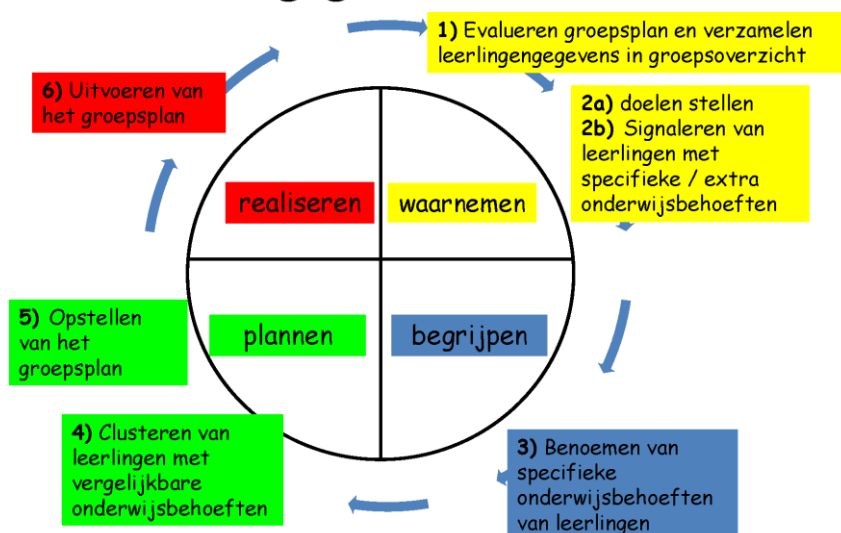 1) Evalueren groepsplan en verzamelen
leerlingengegevens in groepsoverzicht
2a) doelen stellen
2b) Signaleren van
leerlingen met
specifieke / extra
onderwijsbehoeften
3) Benoemen van
specifieke
onderwijsbehoeften
van leerlingen
4) Clusteren van
leerlingen met
vergelijkbare
onderwijsbehoeften
5) Opstellen
van het
groepsplan
6) Uitvoeren van
het groepsplan
realiseren
waarnemen
plannen
begrijpen